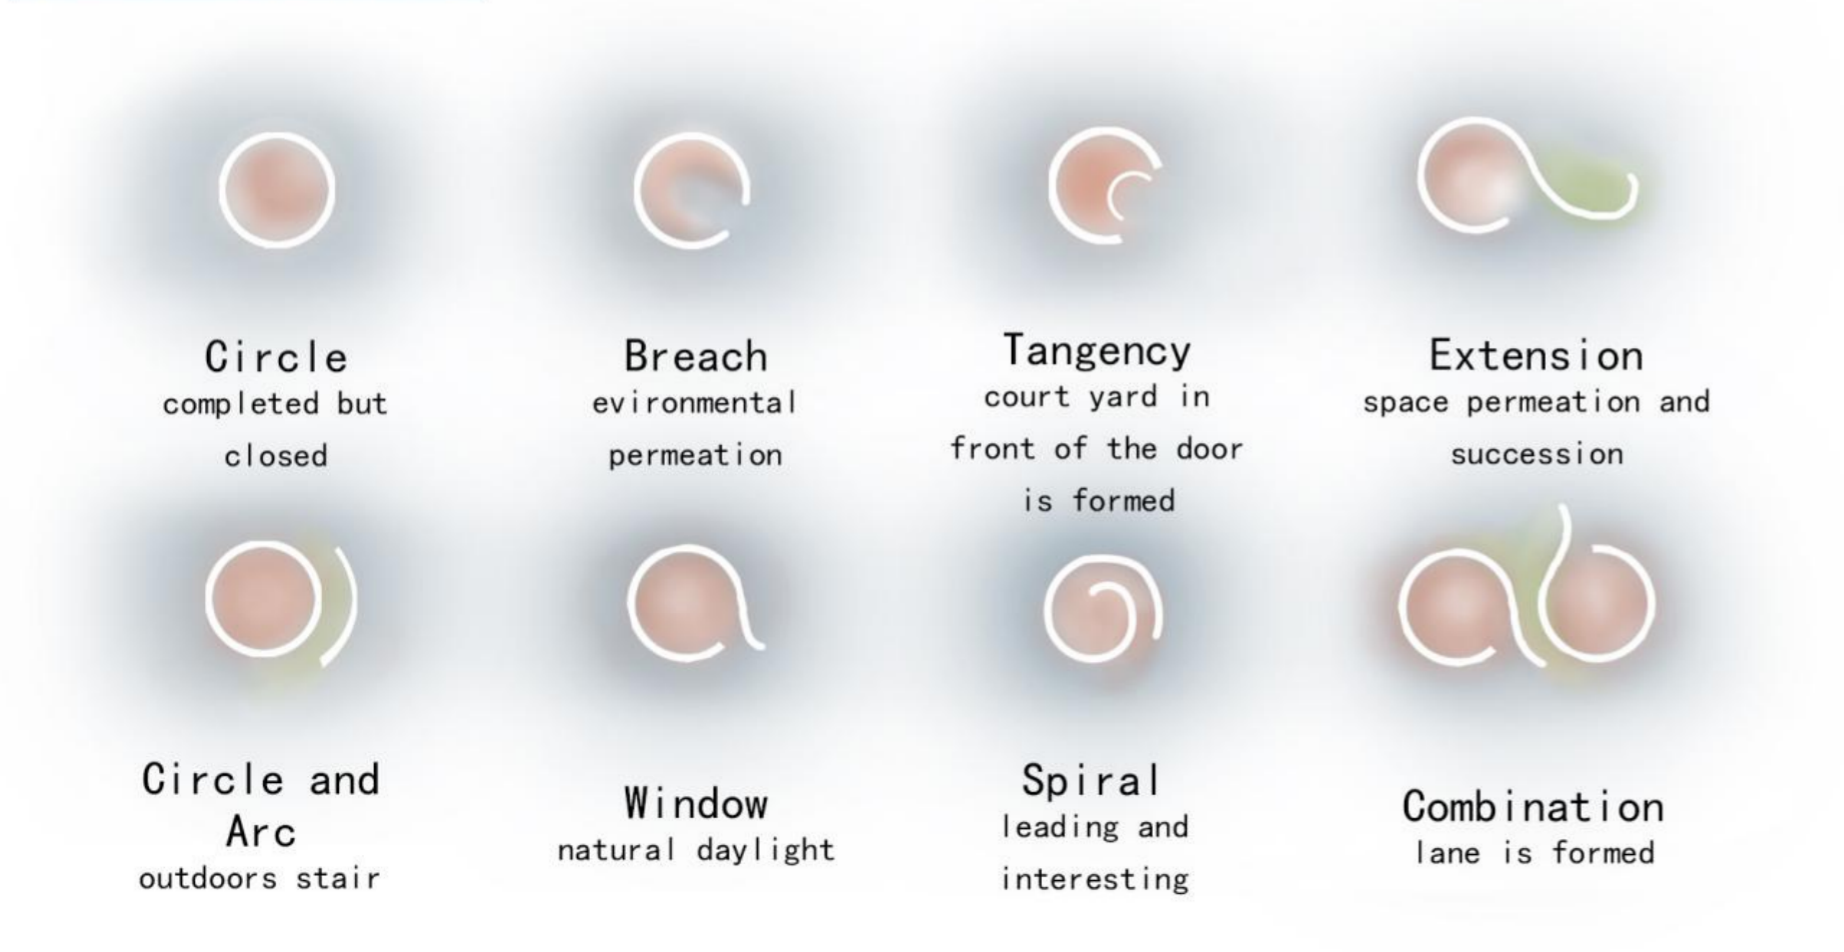 Circle
completed but
closed
Breach
evironmental
permeation
Tangency
court yard in
front of the door
is formed
Extension
space permeation and
succession
Circle and
Arc
outdoors stair
Window
natural daylight
Spiral
leading and
interesting
Combination
lane is formed